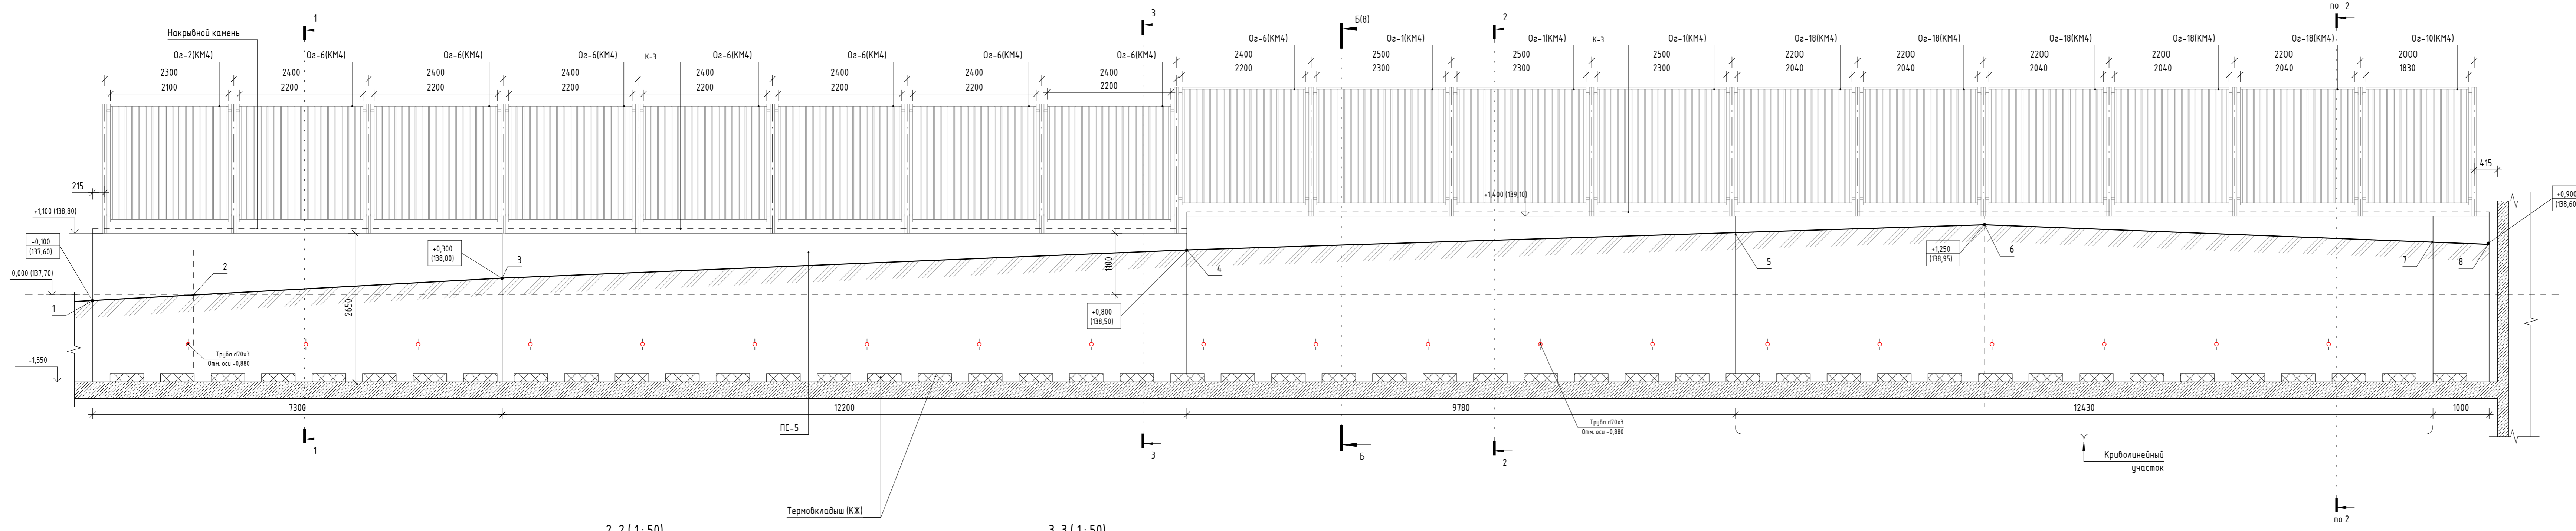 1
3
Б(8)
2
по 2
Накрывной камень
Ог-2(КМ4)
Ог-6(КМ4)
Ог-6(КМ4)
Ог-6(КМ4)
К-3
Ог-6(КМ4)
Ог-6(КМ4)
Ог-6(КМ4)
Ог-6(КМ4)
Ог-6(КМ4)
Ог-1(КМ4)
Ог-1(КМ4)
К-3
Ог-1(КМ4)
Ог-18(КМ4)
Ог-18(КМ4)
Ог-18(КМ4)
Ог-18(КМ4)
Ог-18(КМ4)
Ог-10(КМ4)
2300
2400
2400
2400
2400
2400
2400
2400
2400
2500
2500
2500
2200
2200
2200
2200
2200
2000
2100
2200
2200
2200
2200
2200
2200
2200
2200
2300
2300
2300
2040
2040
2040
2040
2040
1830
215
415
+1,100 (138,80)
+1,400 (139,10)
+0,900
(138,60
-0,100
(137,60)
0,000 (137,70)
+0,300
(138,00)
+0,800
(138,50)
+1,250
(138,95)
1
2
3
4
5
6
7
8
2650
1100
-1,550
Труба d70х3
Отм. оси -0,880
Труба d70х3
Отм. оси -0,880
7300
12200
9780
12430
1000
ПС-5
1
3
Б
2
Криволинейный
участок
Термовкладыш (КЖ)
по 2
2-2 ( 1 : 50)
3-3 ( 1 : 50)